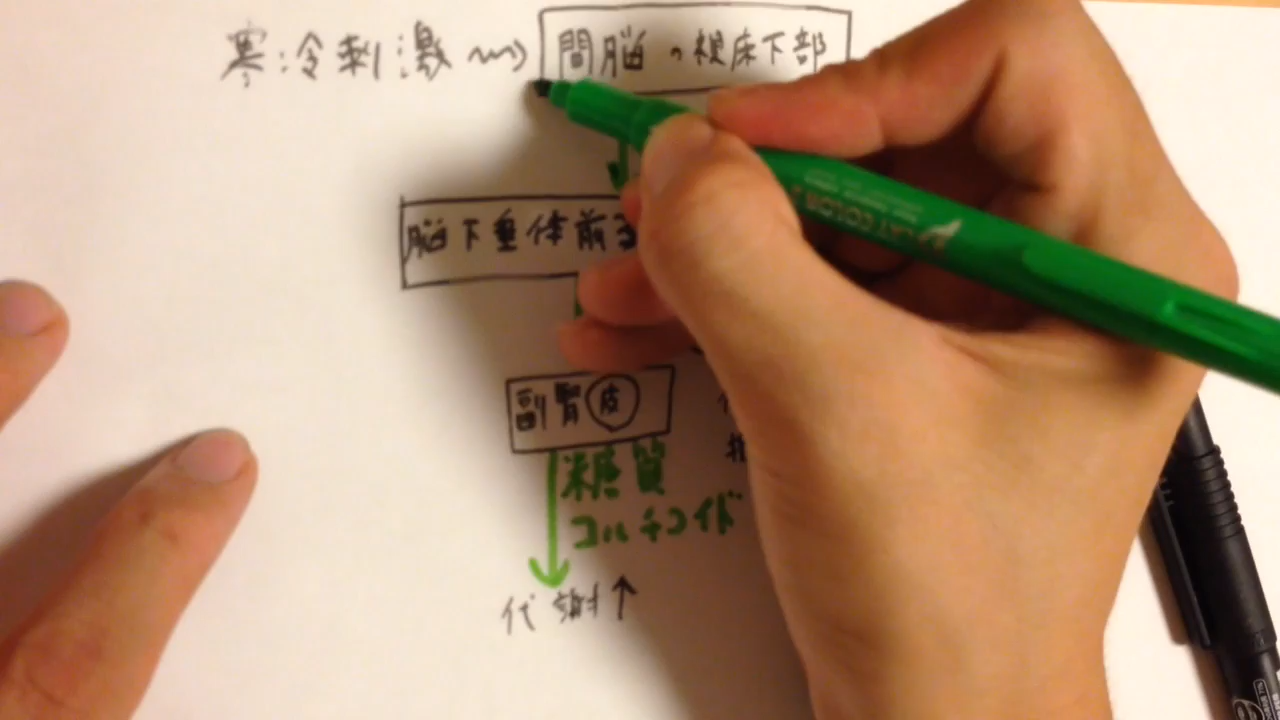 寒冷刺激 → 間脳の視床下部
脳下垂体前
副腎皮
糖質
コルチコイド
代謝↑